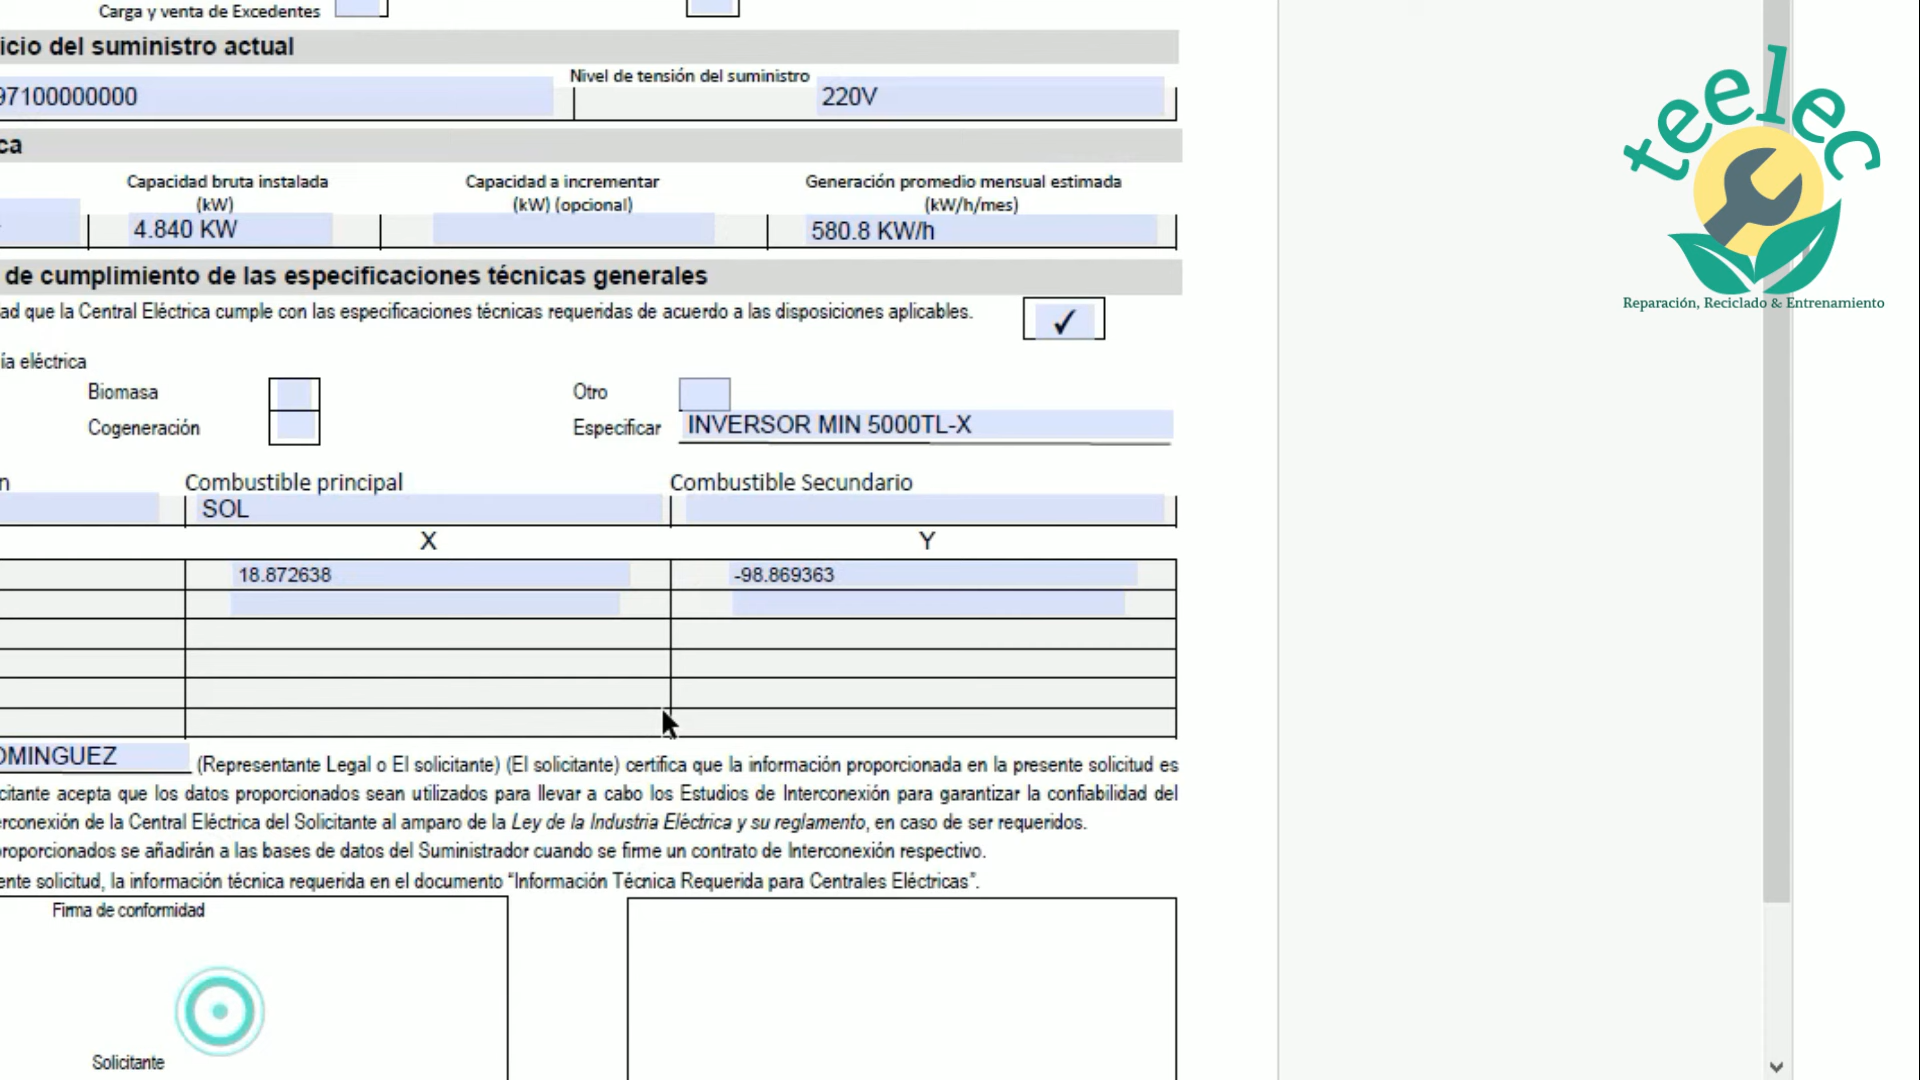 Carga y venta de Excedentes
icio del suministro actual
Nivel de tensión del suministro
97100000000
220V
ca
Capacidad bruta instalada
(kW)
Capacidad a incrementar
(kW) (opcional)
Generación promedio mensual estimada
(kW/h/mes)
4.840 KW
580.8 KW/h
de cumplimiento de las especificaciones técnicas generales
ad que la Central Eléctrica cumple con las especificaciones técnicas requeridas de acuerdo a las disposiciones aplicables.
✓
ía eléctrica
Biomasa
Otro
Cogeneración
Especificar
INVERSOR MIN 5000TL-X
n
Combustible principal
Combustible Secundario
SOL
X
Y
18.872638
-98.869363
OMINGUEZ
(Representante Legal o El solicitante) (El solicitante) certifica que la información proporcionada en la presente solicitud es
citante acepta que los datos proporcionados sean utilizados para llevar a cabo los Estudios de Interconexión para garantizar la confiabilidad del
erconexión de la Central Eléctrica del Solicitante al amparo de la Ley de la Industria Eléctrica y su reglamento, en caso de ser requeridos.
proporcionados se añadirán a las bases de datos del Suministrador cuando se firme un contrato de Interconexión respectivo.
ente solicitud, la información técnica requerida en el documento “Información Técnica Requerida para Centrales Eléctricas”.
Firma de conformidad
Solicitante
teelec
Reparación, Reciclado & Entrenamiento